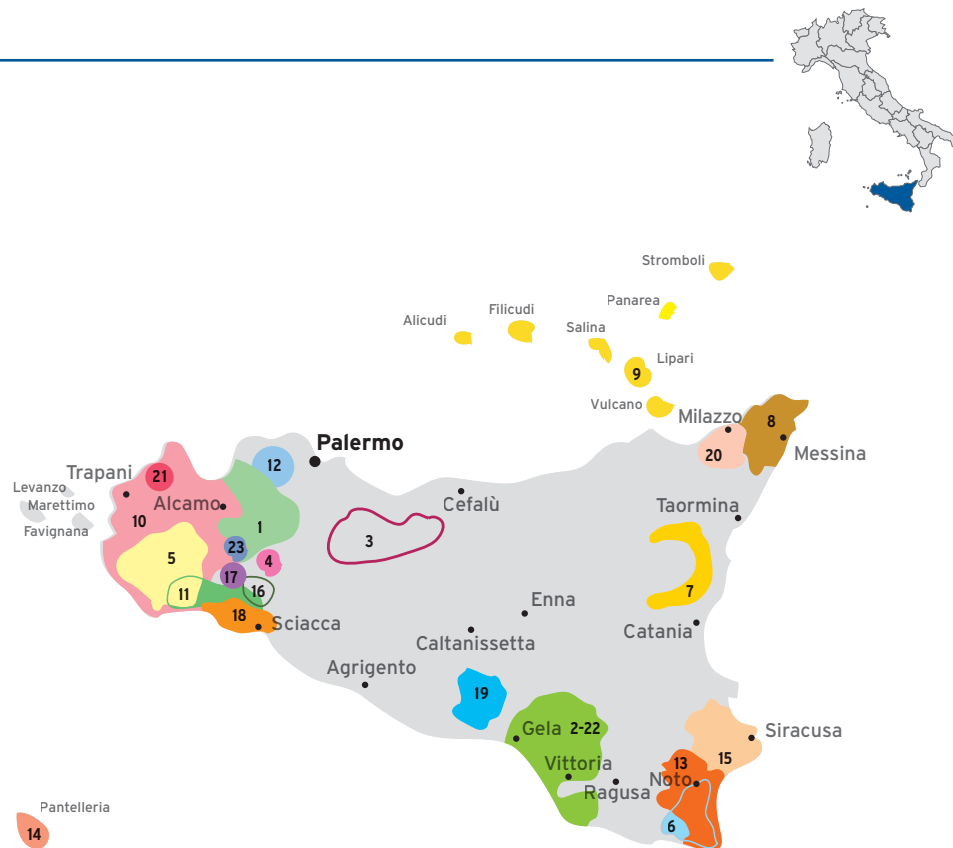 Stromboli
Panarea
Filicudi
Alicudi
Salina
Lipari
9
Vulcano
Milazzo
8
Messina
20
Palermo
Trapani
21
12
Levanzo
Marettimo
Favignana
Alcamo
10
1
Cefalù
Taormina
3
23
5
4
17
16
11
7
18
Sciacca
Enna
Catania
Caltanissetta
Agrigento
19
Gela 2-22
Siracusa
15
13
Vittoria
Noto
Ragusa
6
Pantelleria
14